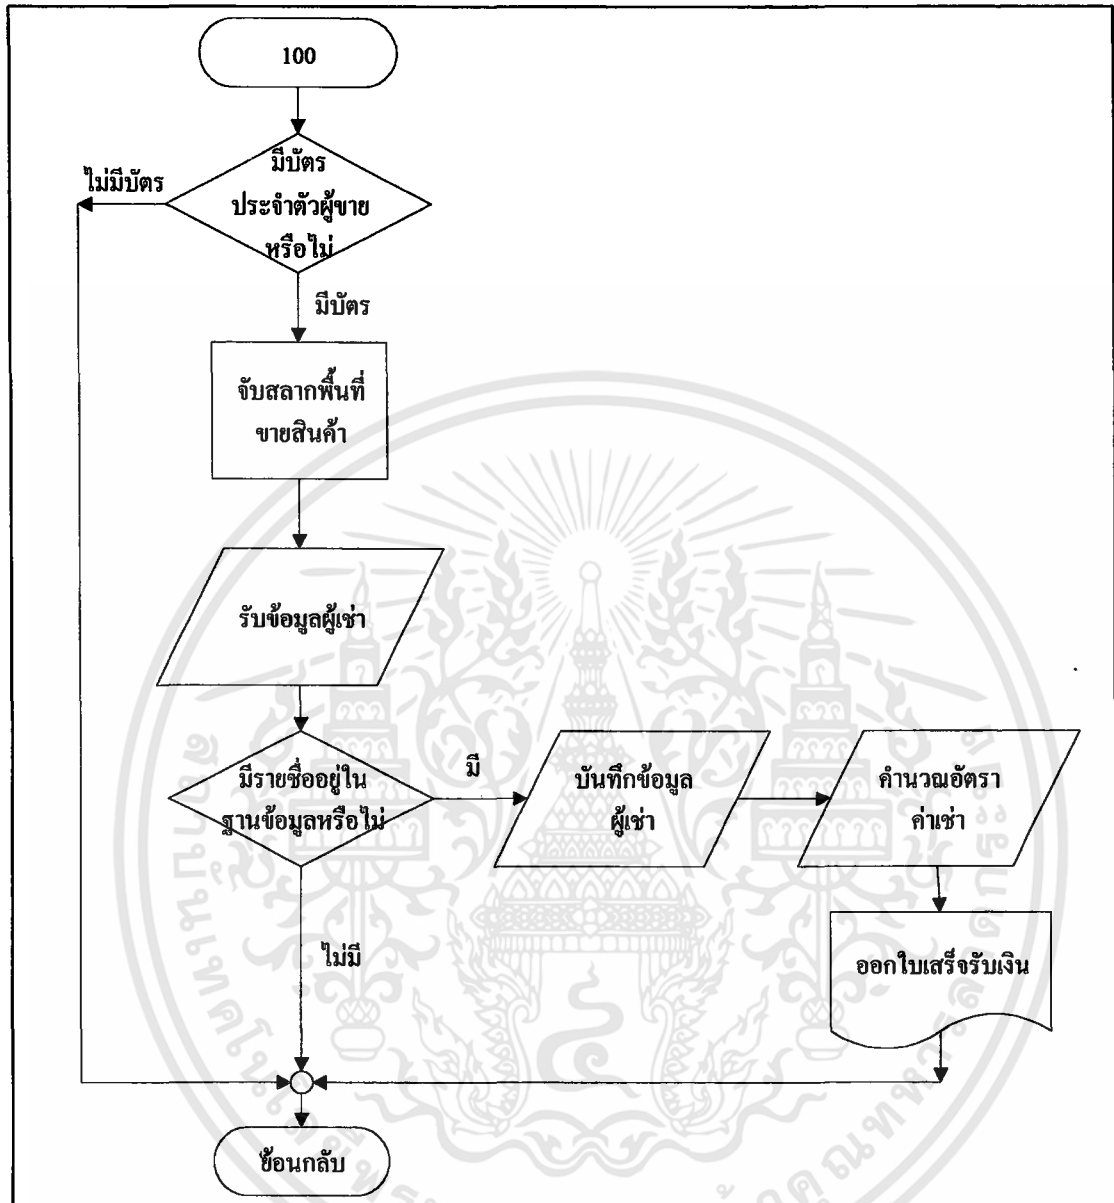 100
มีบัตร
ประจำตัวผู้ขาย
หรือไม่
ไม่มีบัตร
มีบัตร
จับสลากพื้นที่
ขายสินค้า
รับข้อมูลผู้เช่า
มีรายชื่ออยู่ใน
ฐานข้อมูลหรือไม่
มี
บันทึกข้อมูล
ผู้เช่า
คำนวณอัตรา
ค่าเช่า
ไม่มี
ออกใบเสร็จรับเงิน
ย้อนกลับ